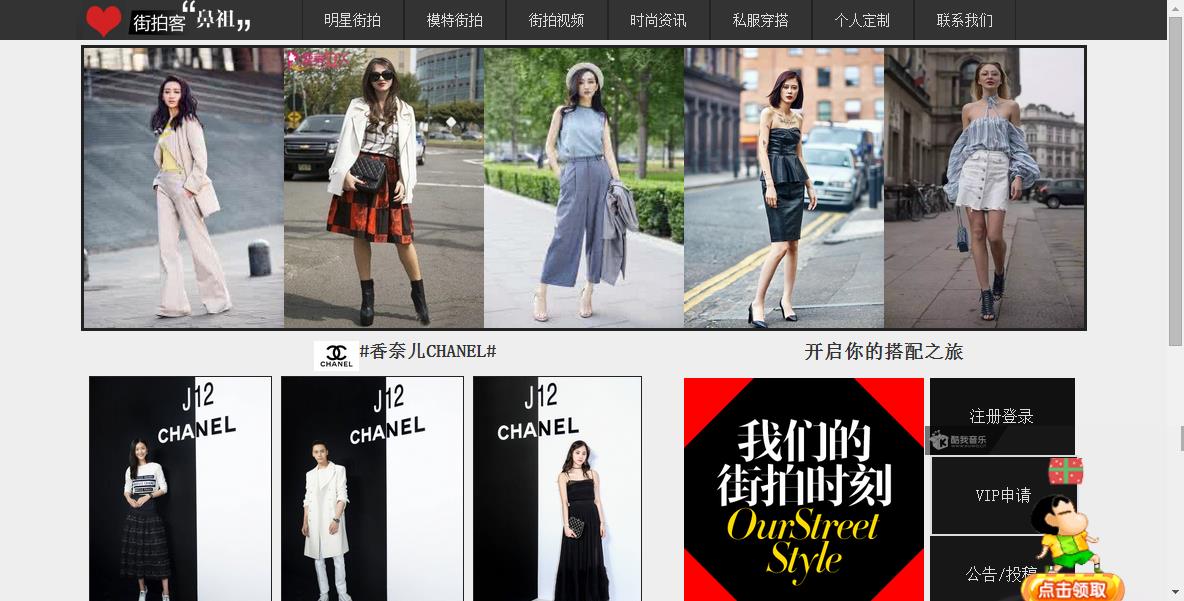 街拍客
“鼻祖”
明星街拍
模特街拍
街拍视频
时尚资讯
私服穿搭
个人定制
联系我们
CHANEL
#香奈儿CHANEL#
开启你的搭配之旅
J12
CHANEL
J12
CHANEL
J12
CHANEL
我们的
街拍时刻
OurStreet
Style
注册登录
酷我音乐
VIP申请
公告/投稿
点击领取